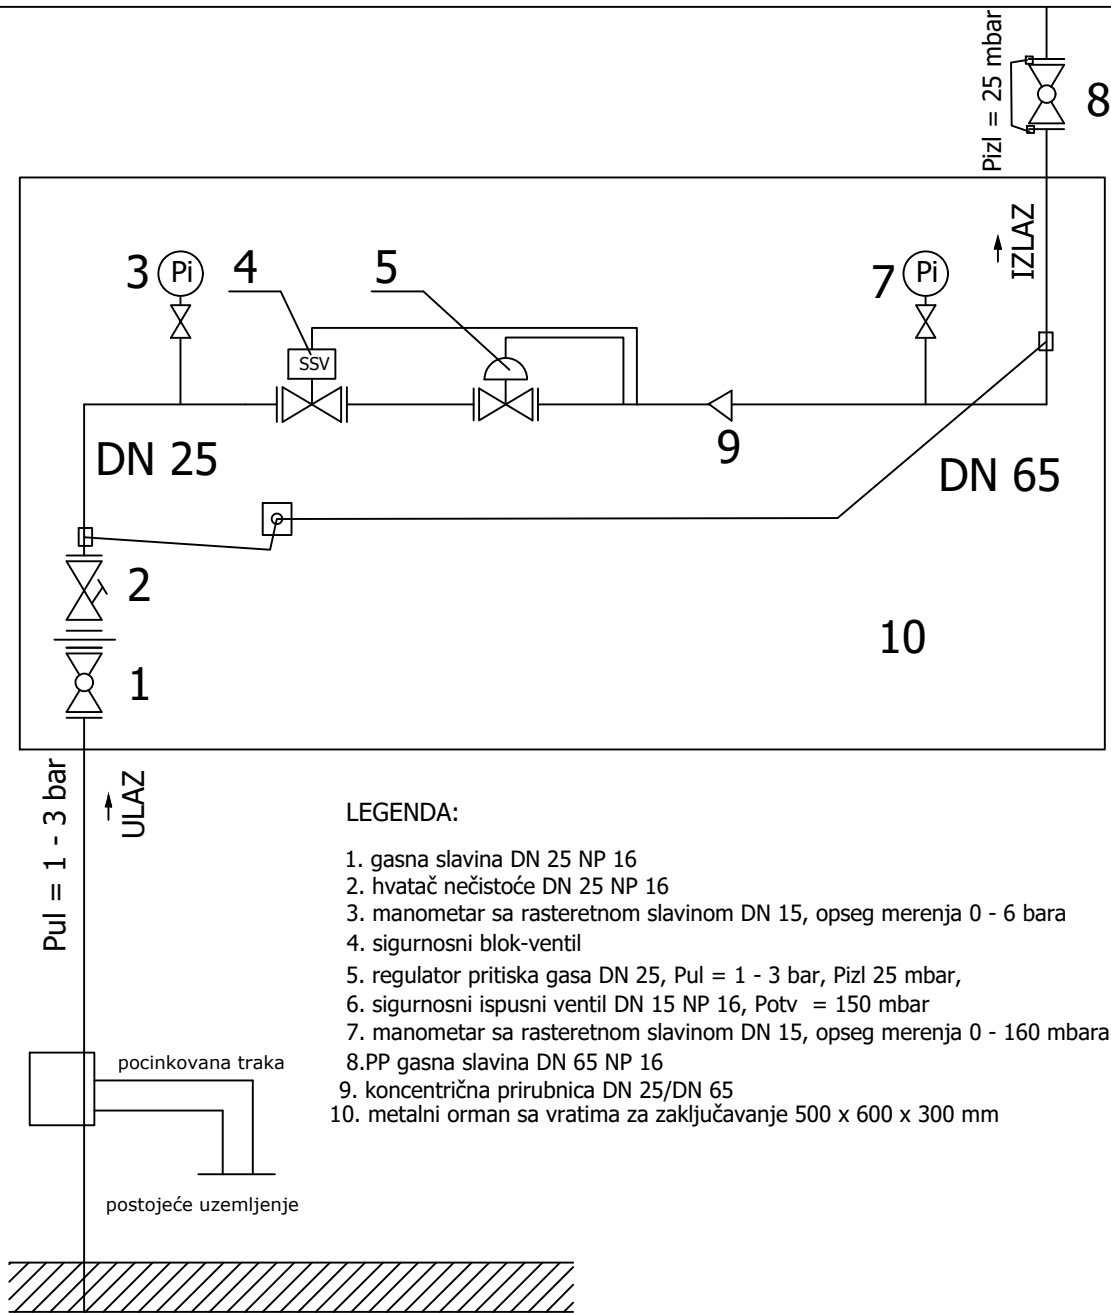 Pizl = 25 mbar
8
IZLAZ
3
Pi
4
5
7
Pi
SSV
DN 25
9
DN 65
2
10
1
Pul = 1 - 3 bar
ULAZ
LEGENDA:
1. gasna slavina DN 25 NP 16
2. hvatač nečistoće DN 25 NP 16
3. manometar sa rasteretnom slavinom DN 15, opseg merenja 0 - 6 bara
4. sigurnosni blok-ventil
5. regulator pritiska gasa DN 25, Pul = 1 - 3 bar, Pizl 25 mbar,
6. sigurnosni ispusni ventil DN 15 NP 16, Potv = 150 mbar
7. manometar sa rasteretnom slavinom DN 15, opseg merenja 0 - 160 mbara
8.PP gasna slavina DN 65 NP 16
9. koncentrična prirubnica DN 25/DN 65
10. metalni orman sa vratima za zaključavanje 500 x 600 x 300 mm
pocinkovana traka
postojeće uzemljenje